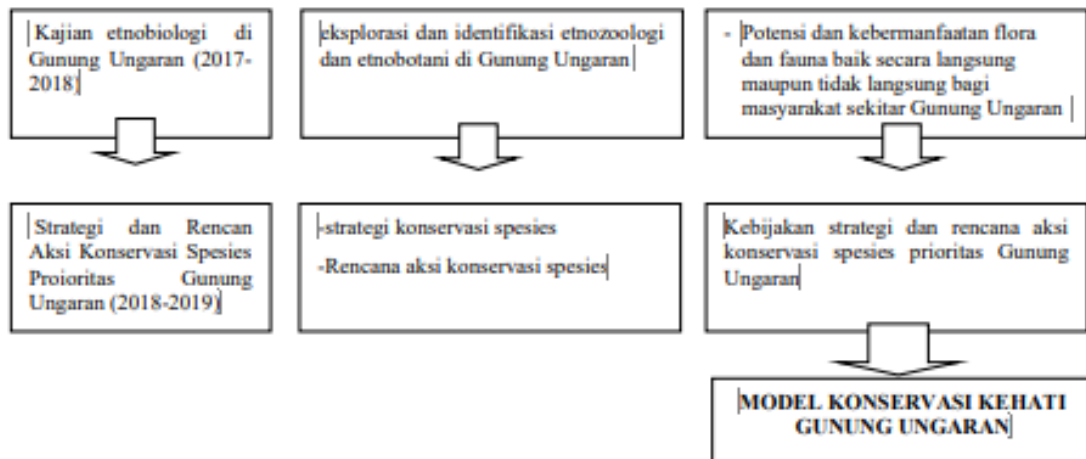 Kajian etnobiologi di
Gunung Ungaran (2017-
2018)
eksplorasi dan identifikasi etnozoologi
dan etnobotani di Gunung Ungaran
- Potensi dan kebermanfaatan flora
dan fauna baik secara langsung
maupun tidak langsung bagi
masyarakat sekitar Gunung Ungaran
Strategi dan Rencan
Aksi Konservasi Spesies
Proioritas Gunung
Ungaran (2018-2019)
-strategi konservasi spesies
-Rencana aksi konservasi spesies
Kebijakan strategi dan rencana aksi
konservasi spesies prioritas Gunung
Ungaran
MODEL KONSERVASI KEHATI
GUNUNG UNGARAN